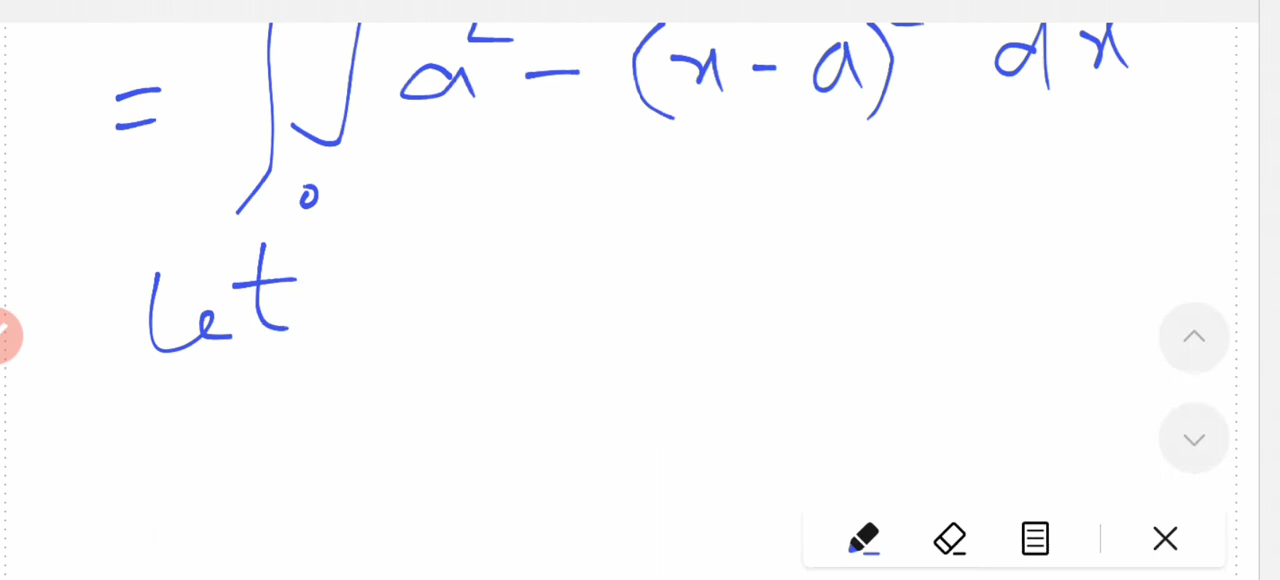 = ∫₀ √ a² - (x - a)² dx
Let